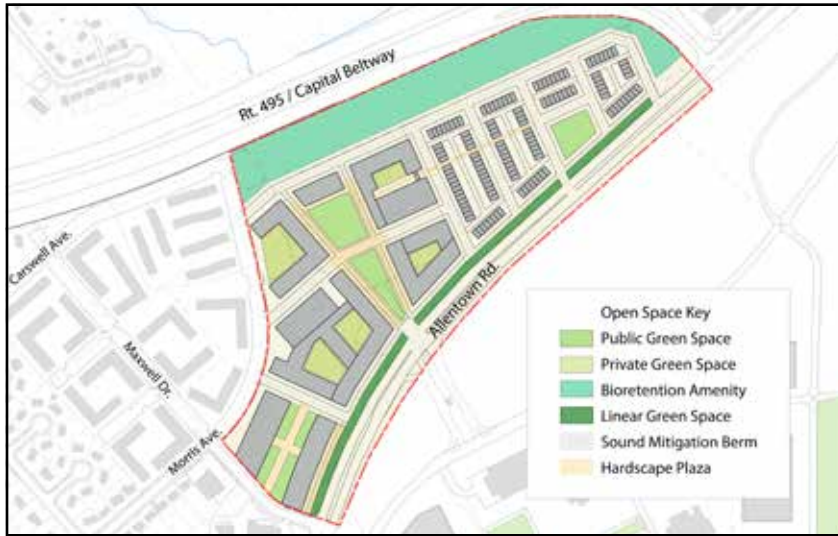 Rt. 495 / Capital Beltway
Carswell Ave.
Maxwell Dr.
Morris Ave.
Allentown Rd.
Open Space Key
Public Green Space
Private Green Space
Bioretention Amenity
Linear Green Space
Sound Mitigation Berm
Hardscape Plaza